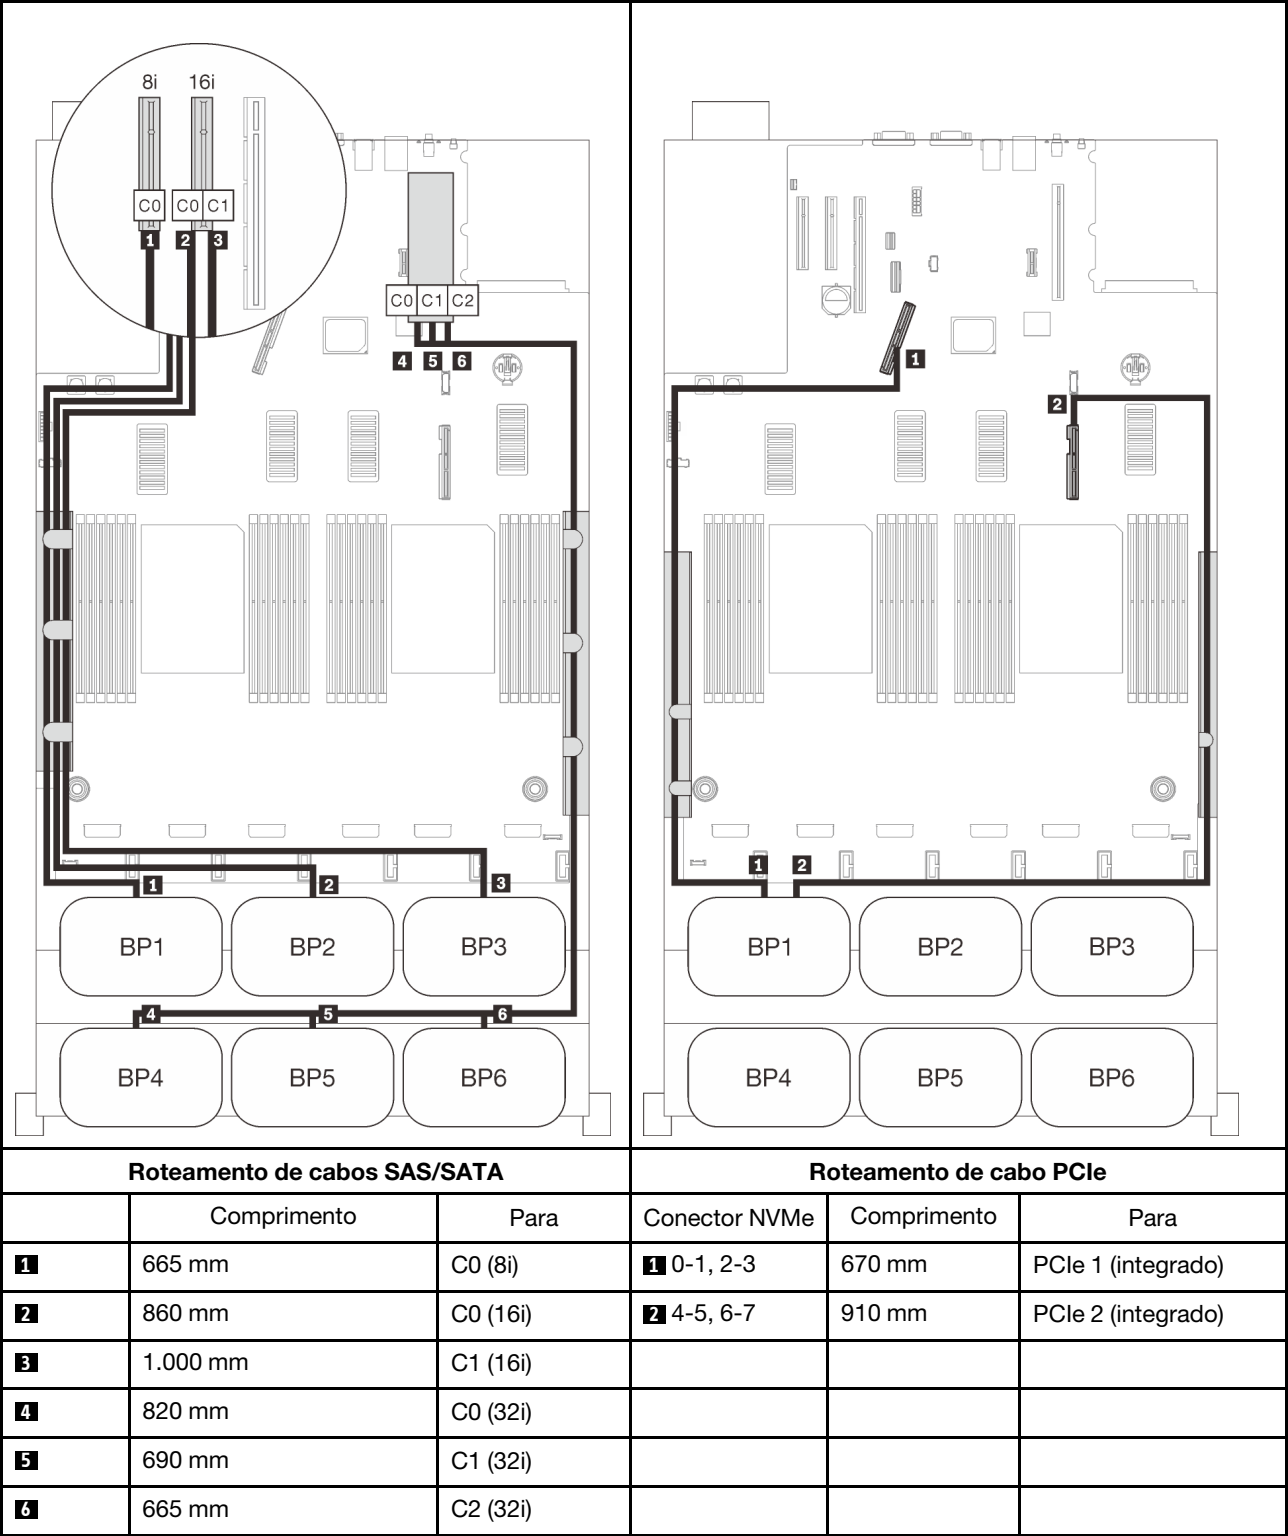 8i 16i
C0 C0 C1
1 2 3
C0 C1 C2
4 5 6
1 2 3
BP1 BP2 BP3
4 5 6
BP4 BP5 BP6
1
2
1 2
BP1 BP2 BP3
BP4 BP5 BP6
Roteamento de cabos SAS/SATA Roteamento de cabo PCIe
Comprimento Para Conector NVMe Comprimento Para
1 665 mm C0 (8i) 1 0-1, 2-3 670 mm PCIe 1 (integrado)
2 860 mm C0 (16i) 2 4-5, 6-7 910 mm PCIe 2 (integrado)
3 1.000 mm C1 (16i)
4 820 mm C0 (32i)
5 690 mm C1 (32i)
6 665 mm C2 (32i)